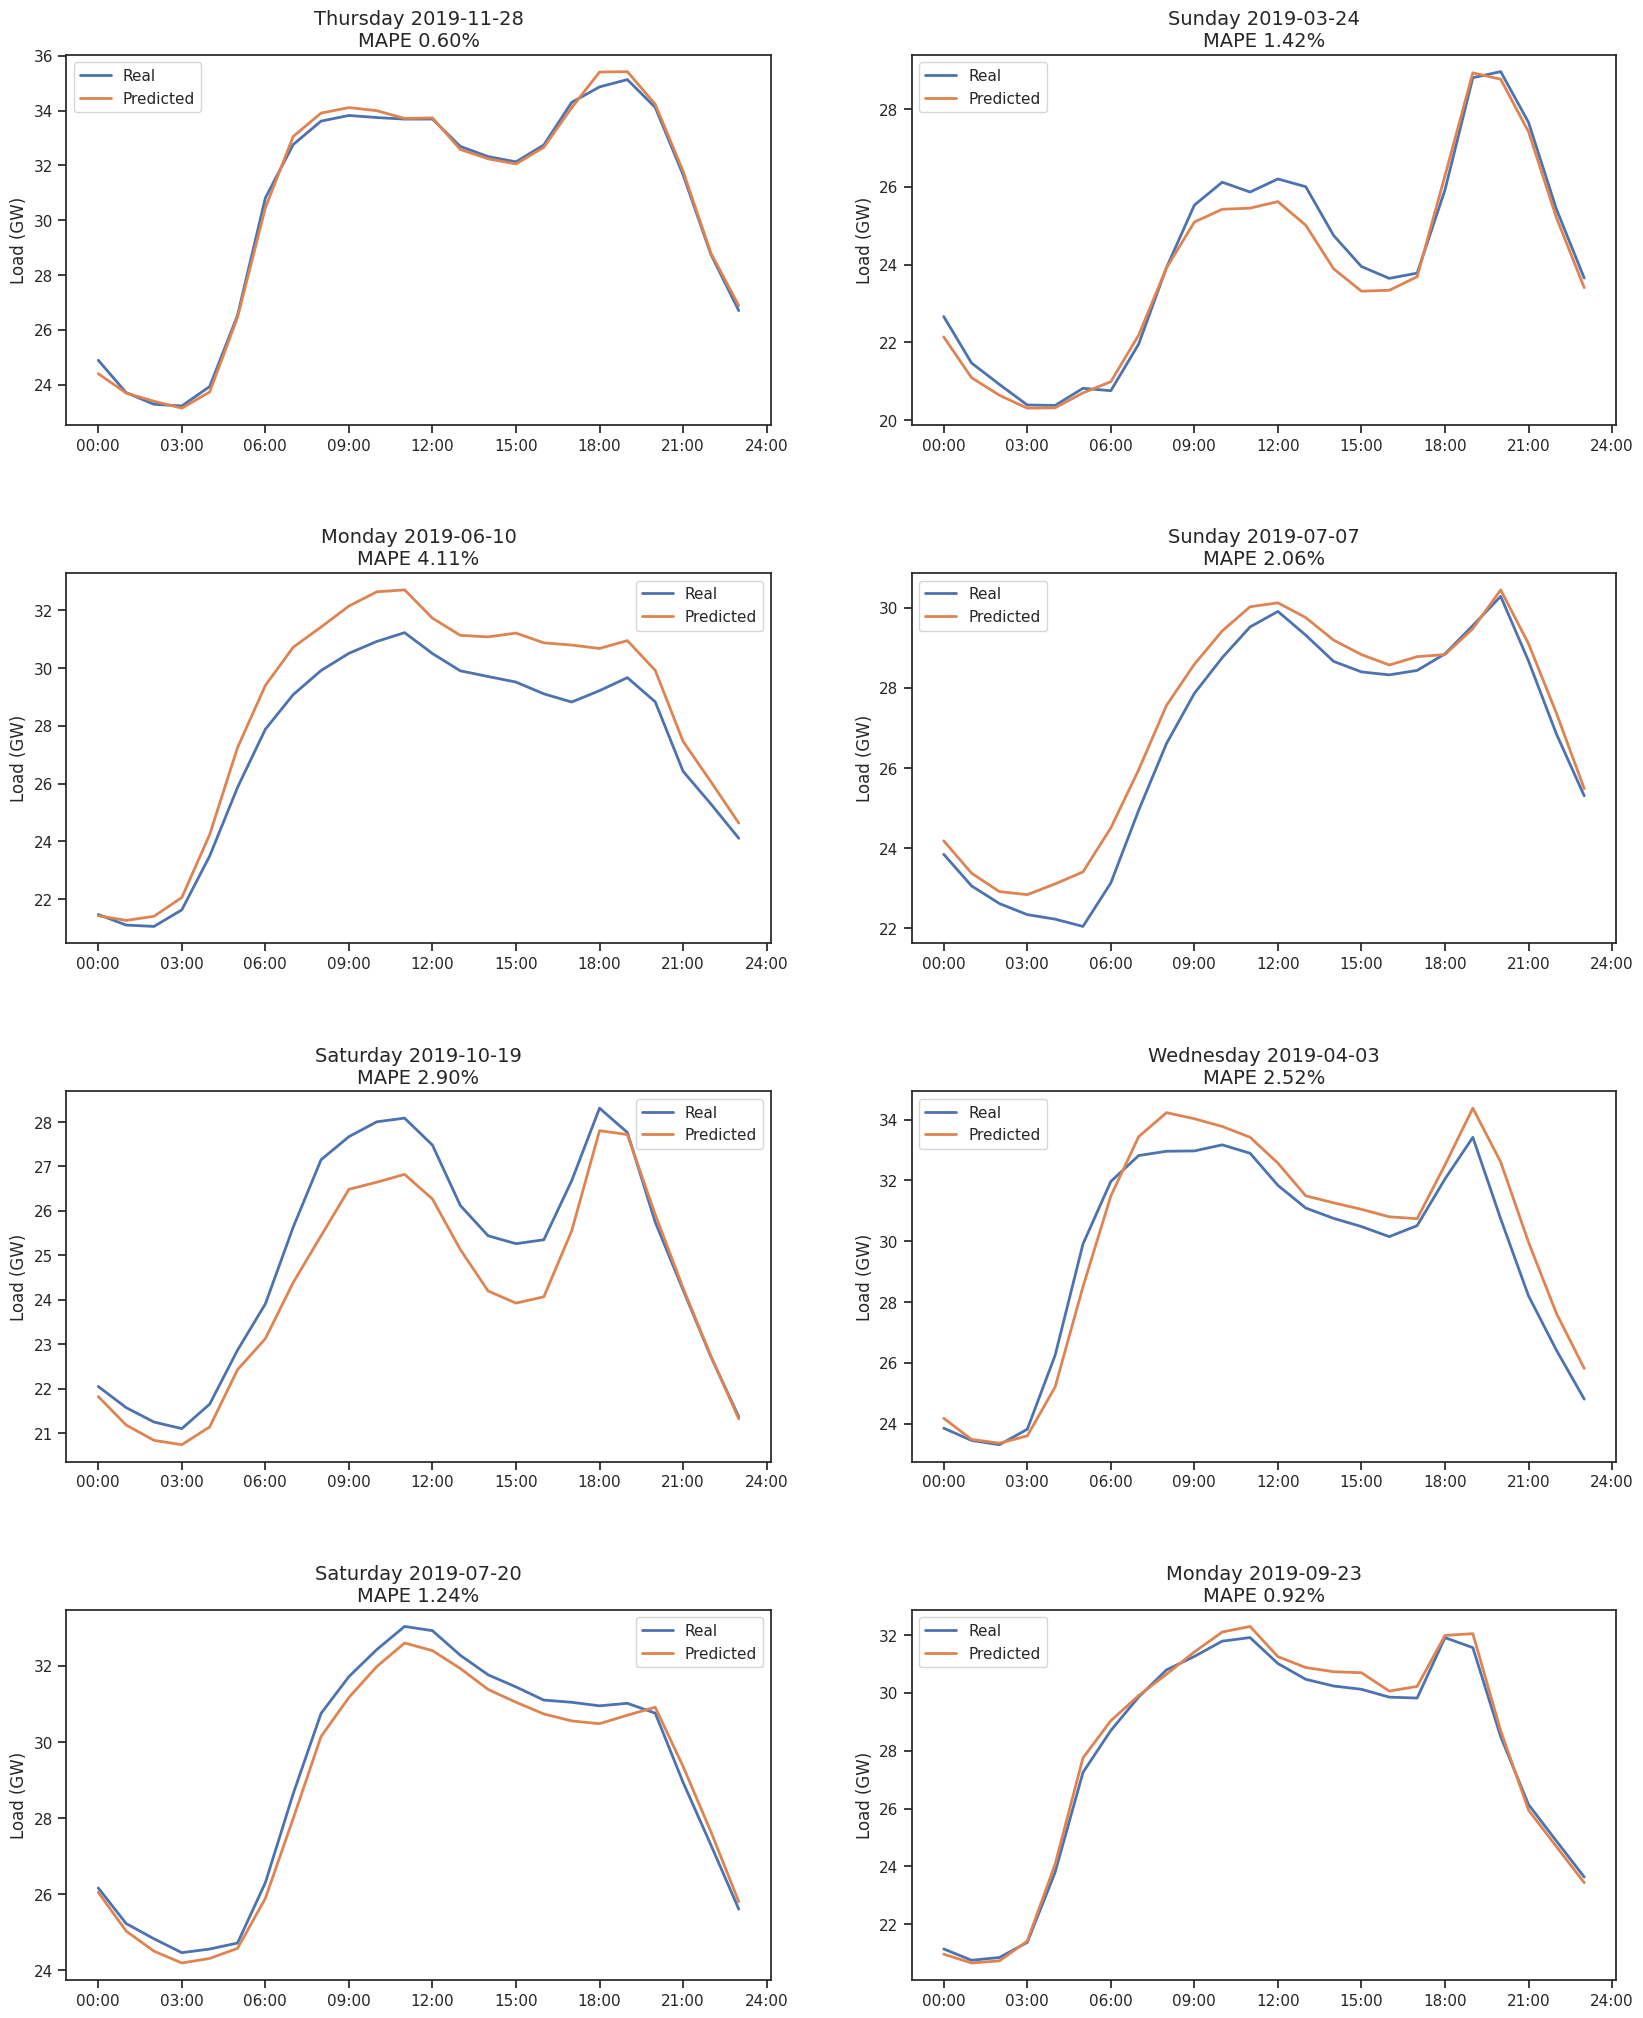 Thursday 2019-11-28
MAPE 0.60%
Real
Predicted
Load (GW)
36
34
32
30
28
26
24
00:00 03:00 06:00 09:00 12:00 15:00 18:00 21:00 24:00
Sunday 2019-03-24
MAPE 1.42%
Real
Predicted
Load (GW)
28
26
24
22
20
00:00 03:00 06:00 09:00 12:00 15:00 18:00 21:00 24:00
Monday 2019-06-10
MAPE 4.11%
Real
Predicted
Load (GW)
32
30
28
26
24
22
00:00 03:00 06:00 09:00 12:00 15:00 18:00 21:00 24:00
Sunday 2019-07-07
MAPE 2.06%
Real
Predicted
Load (GW)
30
28
26
24
22
00:00 03:00 06:00 09:00 12:00 15:00 18:00 21:00 24:00
Saturday 2019-10-19
MAPE 2.90%
Real
Predicted
Load (GW)
28
27
26
25
24
23
22
21
00:00 03:00 06:00 09:00 12:00 15:00 18:00 21:00 24:00
Wednesday 2019-04-03
MAPE 2.52%
Real
Predicted
Load (GW)
34
32
30
28
26
24
00:00 03:00 06:00 09:00 12:00 15:00 18:00 21:00 24:00
Saturday 2019-07-20
MAPE 1.24%
Real
Predicted
Load (GW)
32
30
28
26
24
00:00 03:00 06:00 09:00 12:00 15:00 18:00 21:00 24:00
Monday 2019-09-23
MAPE 0.92%
Real
Predicted
Load (GW)
32
30
28
26
24
22
00:00 03:00 06:00 09:00 12:00 15:00 18:00 21:00 24:00